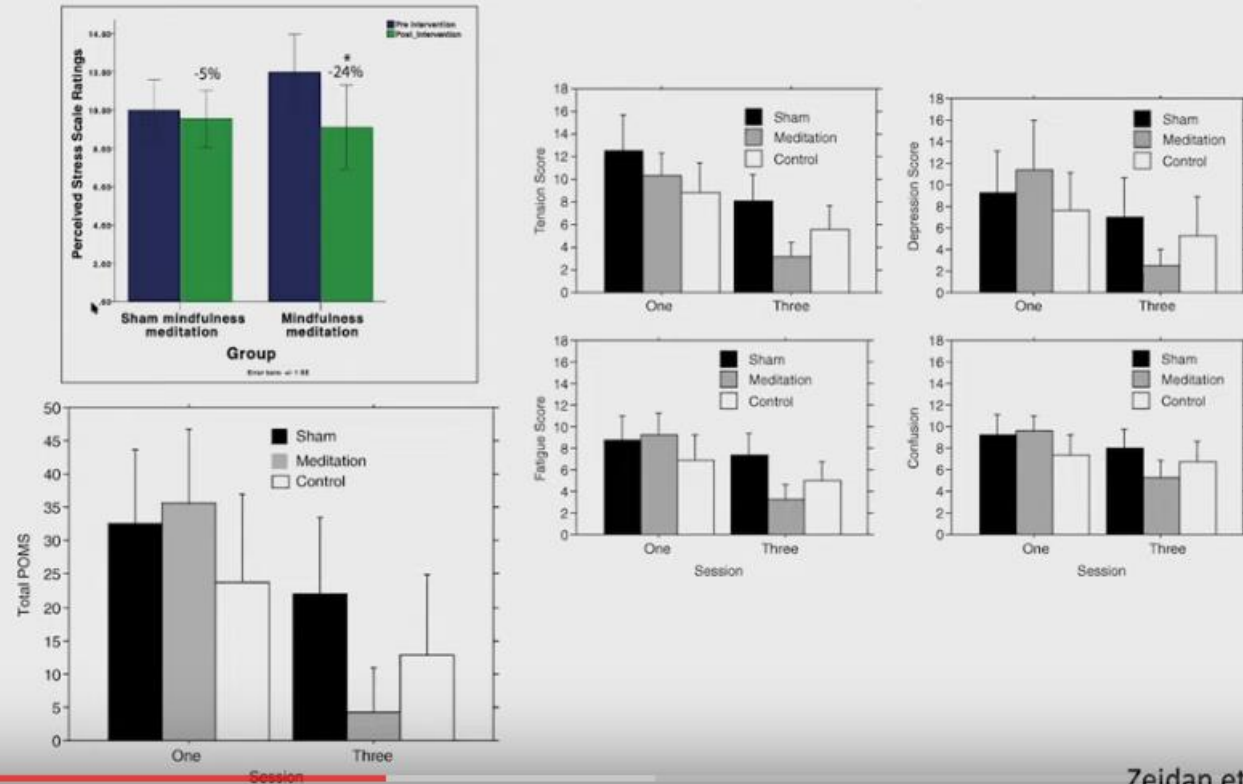 Pre Intervention
Post_Intervention
Perceived Stress Scale Ratings
14.00
12.00
10.00
8.00
6.00
4.00
2.00
.00
-5%
*
-24%
Sham mindfulness
meditation
Mindfulness
meditation
Group
Error bars: +/- 1 SE
Tension Score
18
16
14
12
10
8
6
4
2
0
Sham
Meditation
Control
One
Three
Depression Score
18
16
14
12
10
8
6
4
2
0
Sham
Meditation
Control
One
Three
Fatigue Score
18
16
14
12
10
8
6
4
2
0
Sham
Meditation
Control
One
Three
Session
Confusion
18
16
14
12
10
8
6
4
2
0
Sham
Meditation
Control
One
Three
Session
Total POMS
50
45
40
35
30
25
20
15
10
5
0
Sham
Meditation
Control
One
Three
Session
Zeidan et